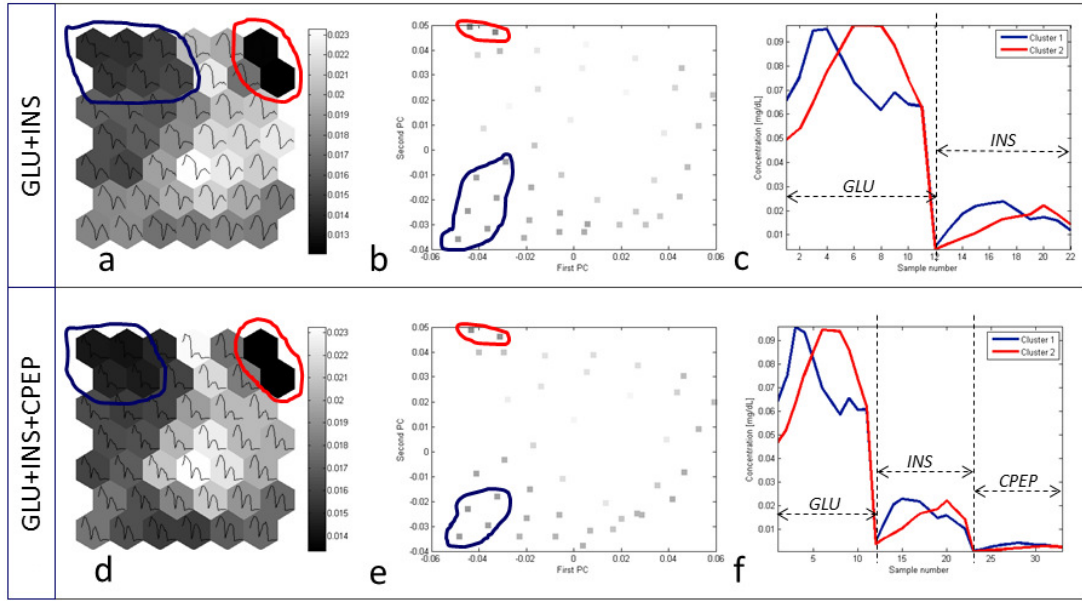 GLU+INS
0.023
0.022
0.021
0.02
0.019
0.018
0.017
0.016
0.015
0.014
0.013
a
0.05
0.04
0.03
0.02
0.01
0
-0.01
-0.02
-0.03
-0.04
Second PC
-0.06 -0.04 -0.02 0 0.02 0.04 0.06
First PC
b
0.09
0.08
0.07
0.06
0.05
0.04
0.03
0.02
0.01
Concentration [mg/dL]
Cluster 1
Cluster 2
INS
GLU
2 4 6 8 10 12 14 16 18 20 22
Sample number
c
GLU+INS+CPEP
0.023
0.022
0.021
0.02
0.019
0.018
0.017
0.016
0.015
0.014
d
0.05
0.04
0.03
0.02
0.01
0
-0.01
-0.02
-0.03
-0.04
Second PC
-0.06 -0.04 -0.02 0 0.02 0.04 0.06
First PC
e
0.09
0.08
0.07
0.06
0.05
0.04
0.03
0.02
0.01
Concentration [mg/dL]
Cluster 1
Cluster 2
INS
CPEP
GLU
5 10 15 20 25 30
Sample number
f